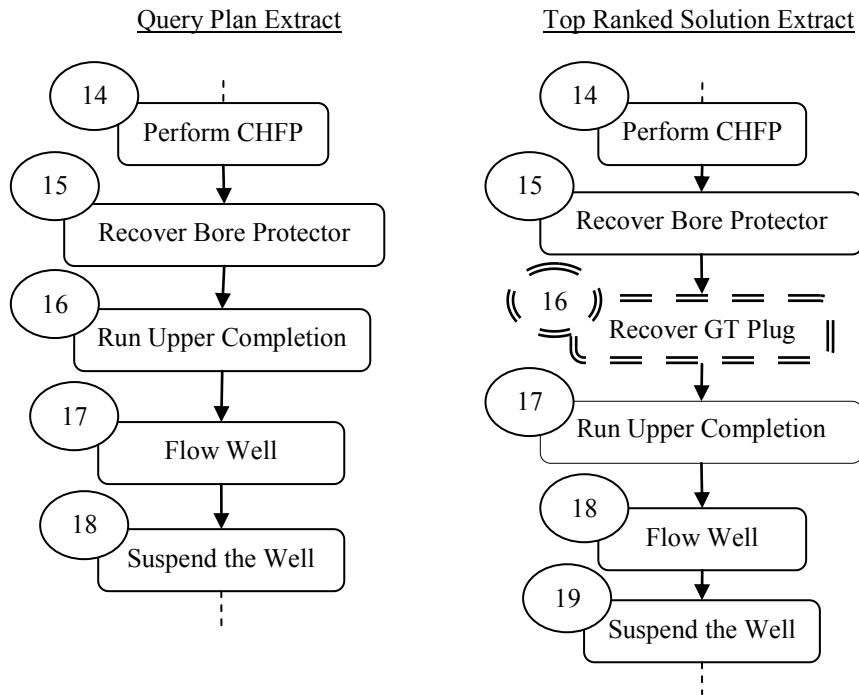 Query Plan Extract
14
Perform CHFP
15
Recover Bore Protector
16
Run Upper Completion
17
Flow Well
18
Suspend the Well
Top Ranked Solution Extract
14
Perform CHFP
15
Recover Bore Protector
16
Recover GT Plug
17
Run Upper Completion
18
Flow Well
19
Suspend the Well